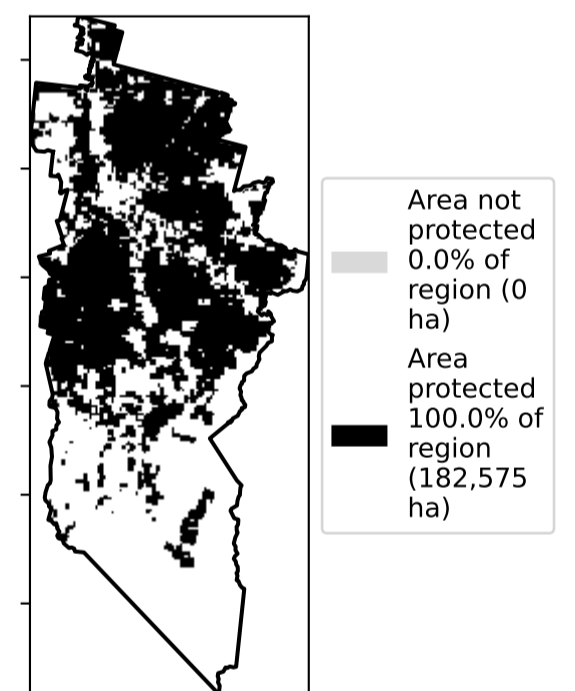 Area not
protected
0.0% of
region (0
ha)
Area
protected
100.0% of
region
(182,575
ha)